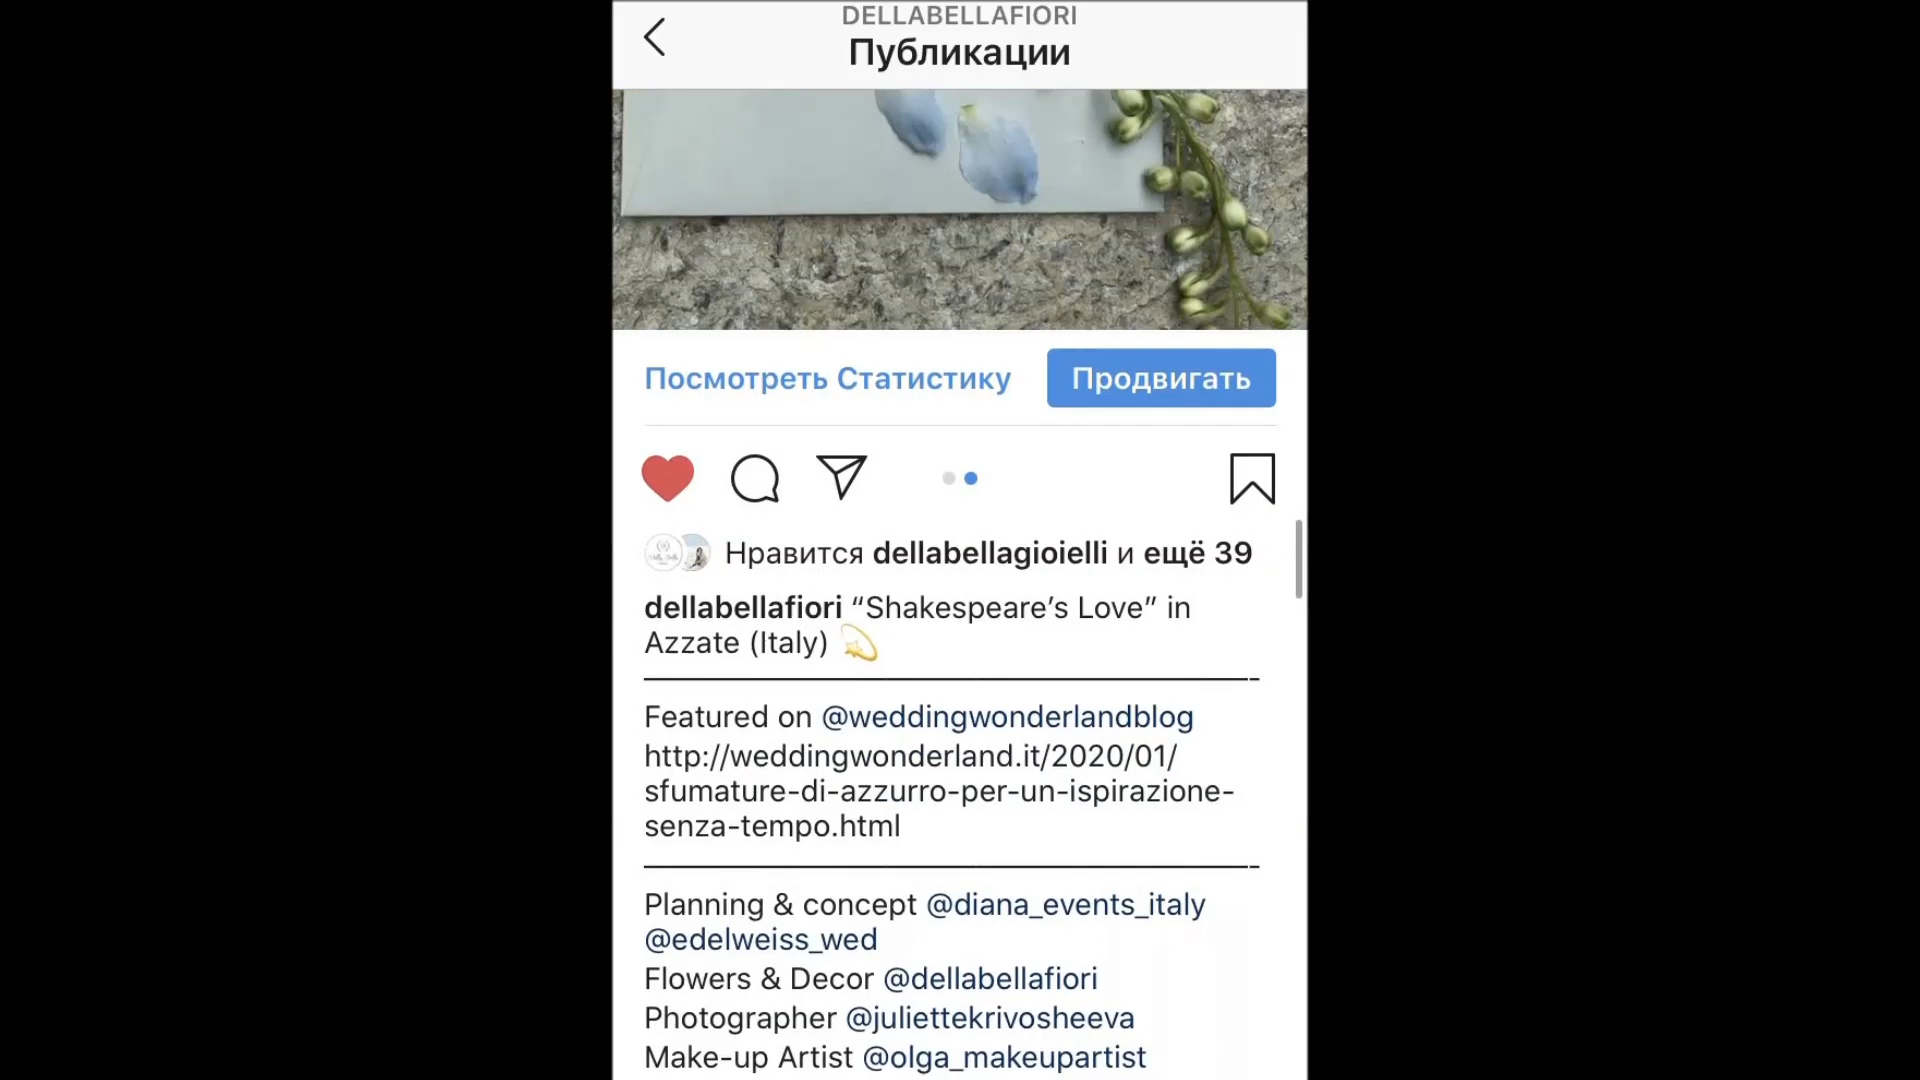 DELLABELLAFIORI
Публикации
Посмотреть Статистику
Продвигать
Нравится dellabellagioielli и ещё 39
dellabellafiori “Shakespeare’s Love” in
Azzate (Italy)
Featured on @weddingwonderlandblog
http://weddingwonderland.it/2020/01/
sfumature-di-azzurro-per-un-ispirazione-
senza-tempo.html
Planning & concept @diana_events_italy
@edelweiss_wed
Flowers & Decor @dellabellafiori
Photographer @juliettekrivosheeva
Make-up Artist @olga_makeupartist